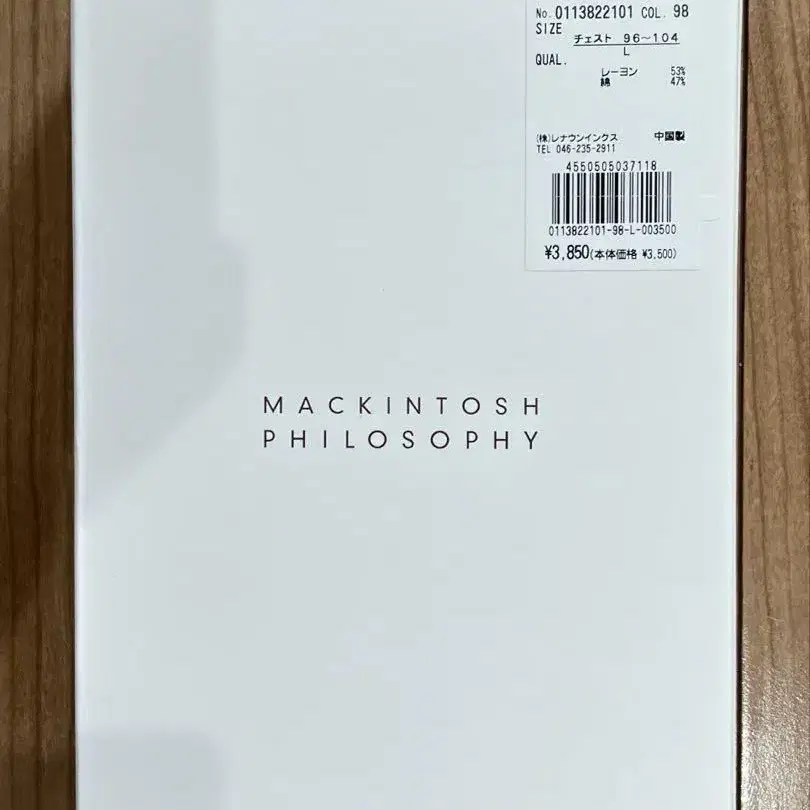 No. 0113822101 COL. 98
SIZE
チェスト 96~104
L
QUAL.
レーヨン 53%
綿 47%
(株)レナウンインクス 中国製
TEL 046-235-2911
4550505037118
0113822101-98-L-003500
¥3,850(本体価格 ¥3,500)
MACKINTOSH
PHILOSOPHY